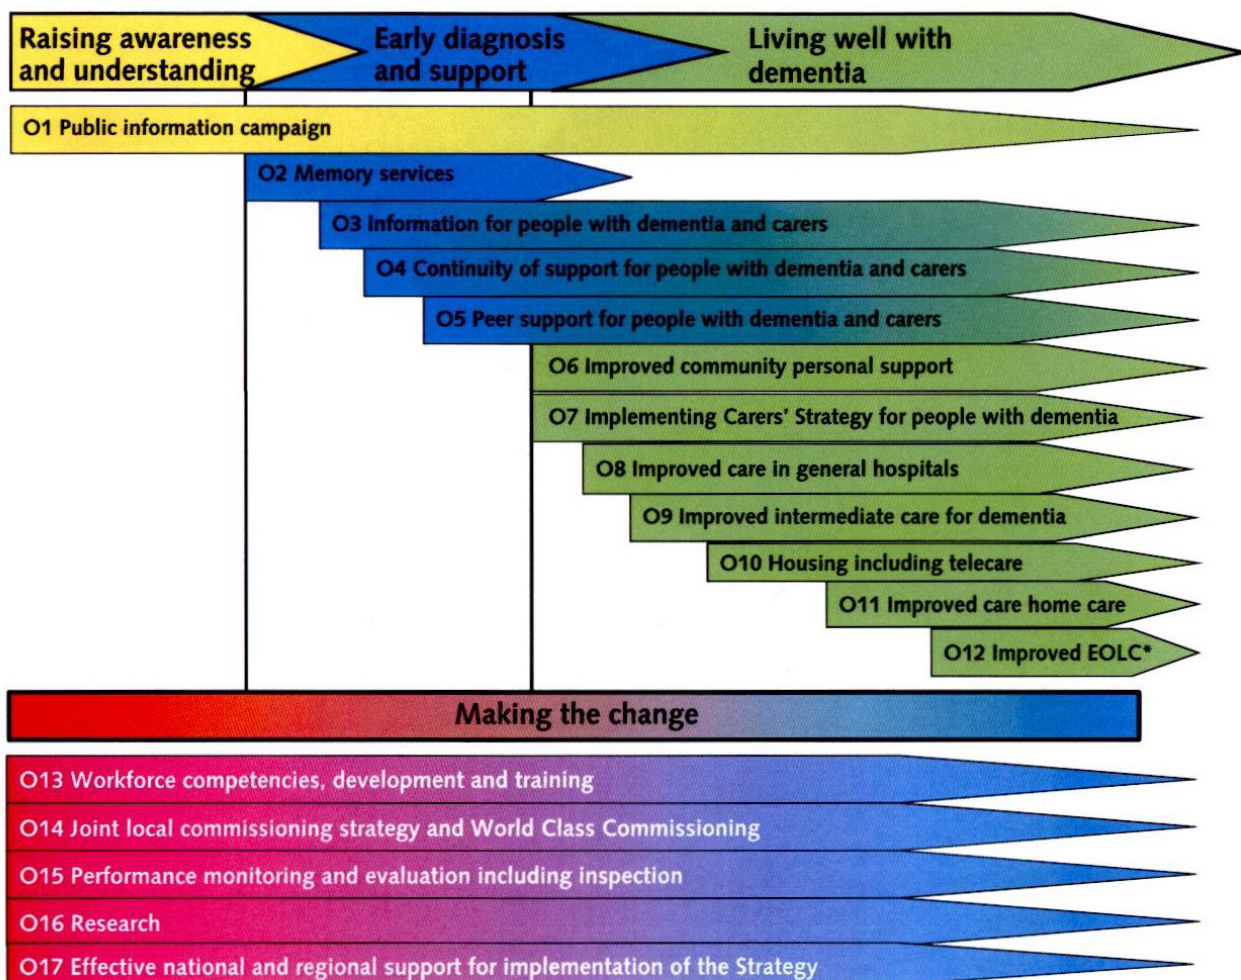 Raising awareness
and understanding
Early diagnosis
and support
Living well with
dementia
O1 Public information campaign
O2 Memory services
O3 Information for people with dementia and carers
O4 Continuity of support for people with dementia and carers
O5 Peer support for people with dementia and carers
O6 Improved community personal support
O7 Implementing Carers' Strategy for people with dementia
O8 Improved care in general hospitals
O9 Improved intermediate care for dementia
O10 Housing including telecare
O11 Improved care home care
O12 Improved EOLC*
Making the change
O13 Workforce competencies, development and training
O14 Joint local commissioning strategy and World Class Commissioning
O15 Performance monitoring and evaluation including inspection
O16 Research
O17 Effective national and regional support for implementation of the Strategy